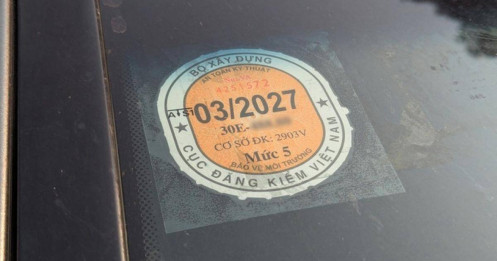 BỘ XÂY DỰNG
AN TOÀN KỸ THUẬT
4251572
03/2027
30E-
CƠ SỞ ĐK: 2903V
Mức 5
BẢO VỆ MÔI TRƯỜNG
CỤC ĐĂNG KIỂM VIỆT NAM